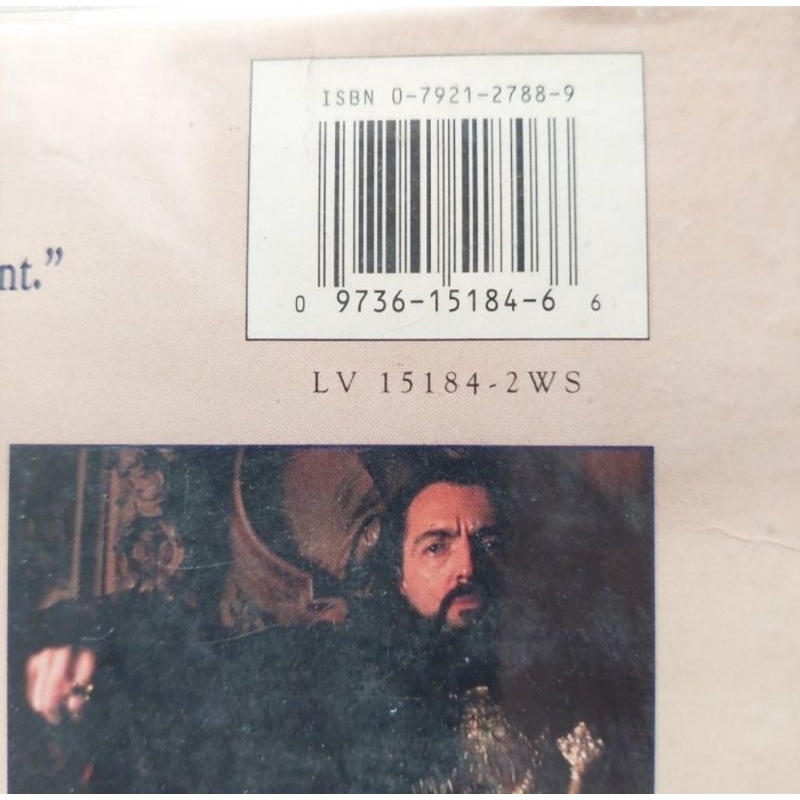 ISBN 0-7921-2788-9
nt.”
0 9736-15184-6 6
LV 15184-2WS